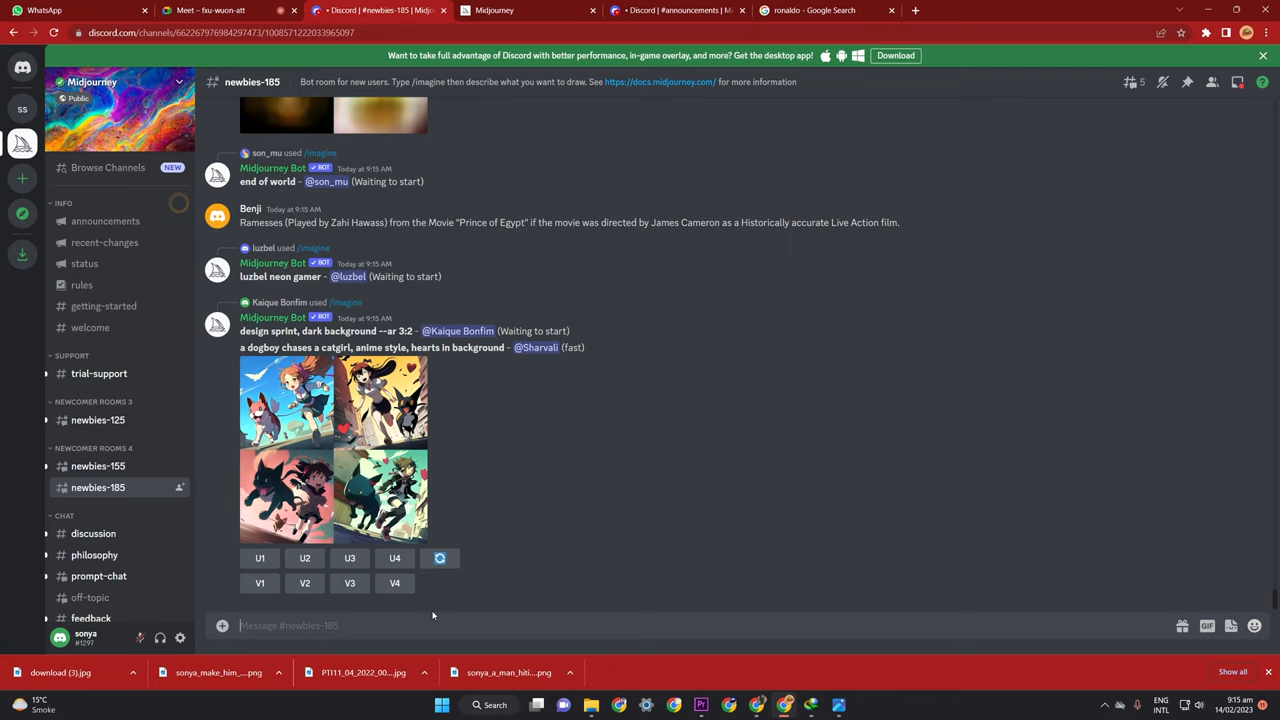 WhatsApp
Meet – fxu-wuon-att
• Discord | #newbies-185 | Midjo
Midjourney
• Discord | #announcements | Mi
ronaldo - Google Search
discord.com/channels/662267976984297473/1008571222033965097
Want to take full advantage of Discord with better performance, in-game overlay, and more? Get the desktop app!
Download
Midjourney
Public
newbies-185
Bot room for new users. Type /imagine then describe what you want to draw. See https://docs.midjourney.com/ for more information
5
SS
Browse Channels
NEW
INFO
announcements
recent-changes
status
rules
getting-started
welcome
SUPPORT
trial-support
NEWCOMER ROOMS 3
newbies-125
NEWCOMER ROOMS 4
newbies-155
newbies-185
CHAT
discussion
philosophy
prompt-chat
off-topic
feedback
sonya
#1297
son_mu used /imagine
Midjourney Bot ✓ BOT Today at 9:15 AM
end of world - @son_mu (Waiting to start)
Benji Today at 9:15 AM
Ramesses (Played by Zahi Hawass) from the Movie "Prince of Egypt" if the movie was directed by James Cameron as a Historically accurate Live Action film.
luzbel used /imagine
Midjourney Bot ✓ BOT Today at 9:15 AM
luzbel neon gamer - @luzbel (Waiting to start)
Kaique Bonfim used /imagine
Midjourney Bot ✓ BOT Today at 9:15 AM
design sprint, dark background --ar 3:2 - @Kaique Bonfim (Waiting to start)
a dogboy chases a catgirl, anime style, hearts in background - @Sharvali (fast)
U1 U2 U3 U4
V1 V2 V3 V4
Message #newbies-185
GIF
download (3).jpg
sonya_make_him_....png
PTI11_04_2022_00....jpg
sonya_a_man_hiti....png
Show all
15°C
Smoke
Search
Pr
ENG
INTL
9:15 am
14/02/2023